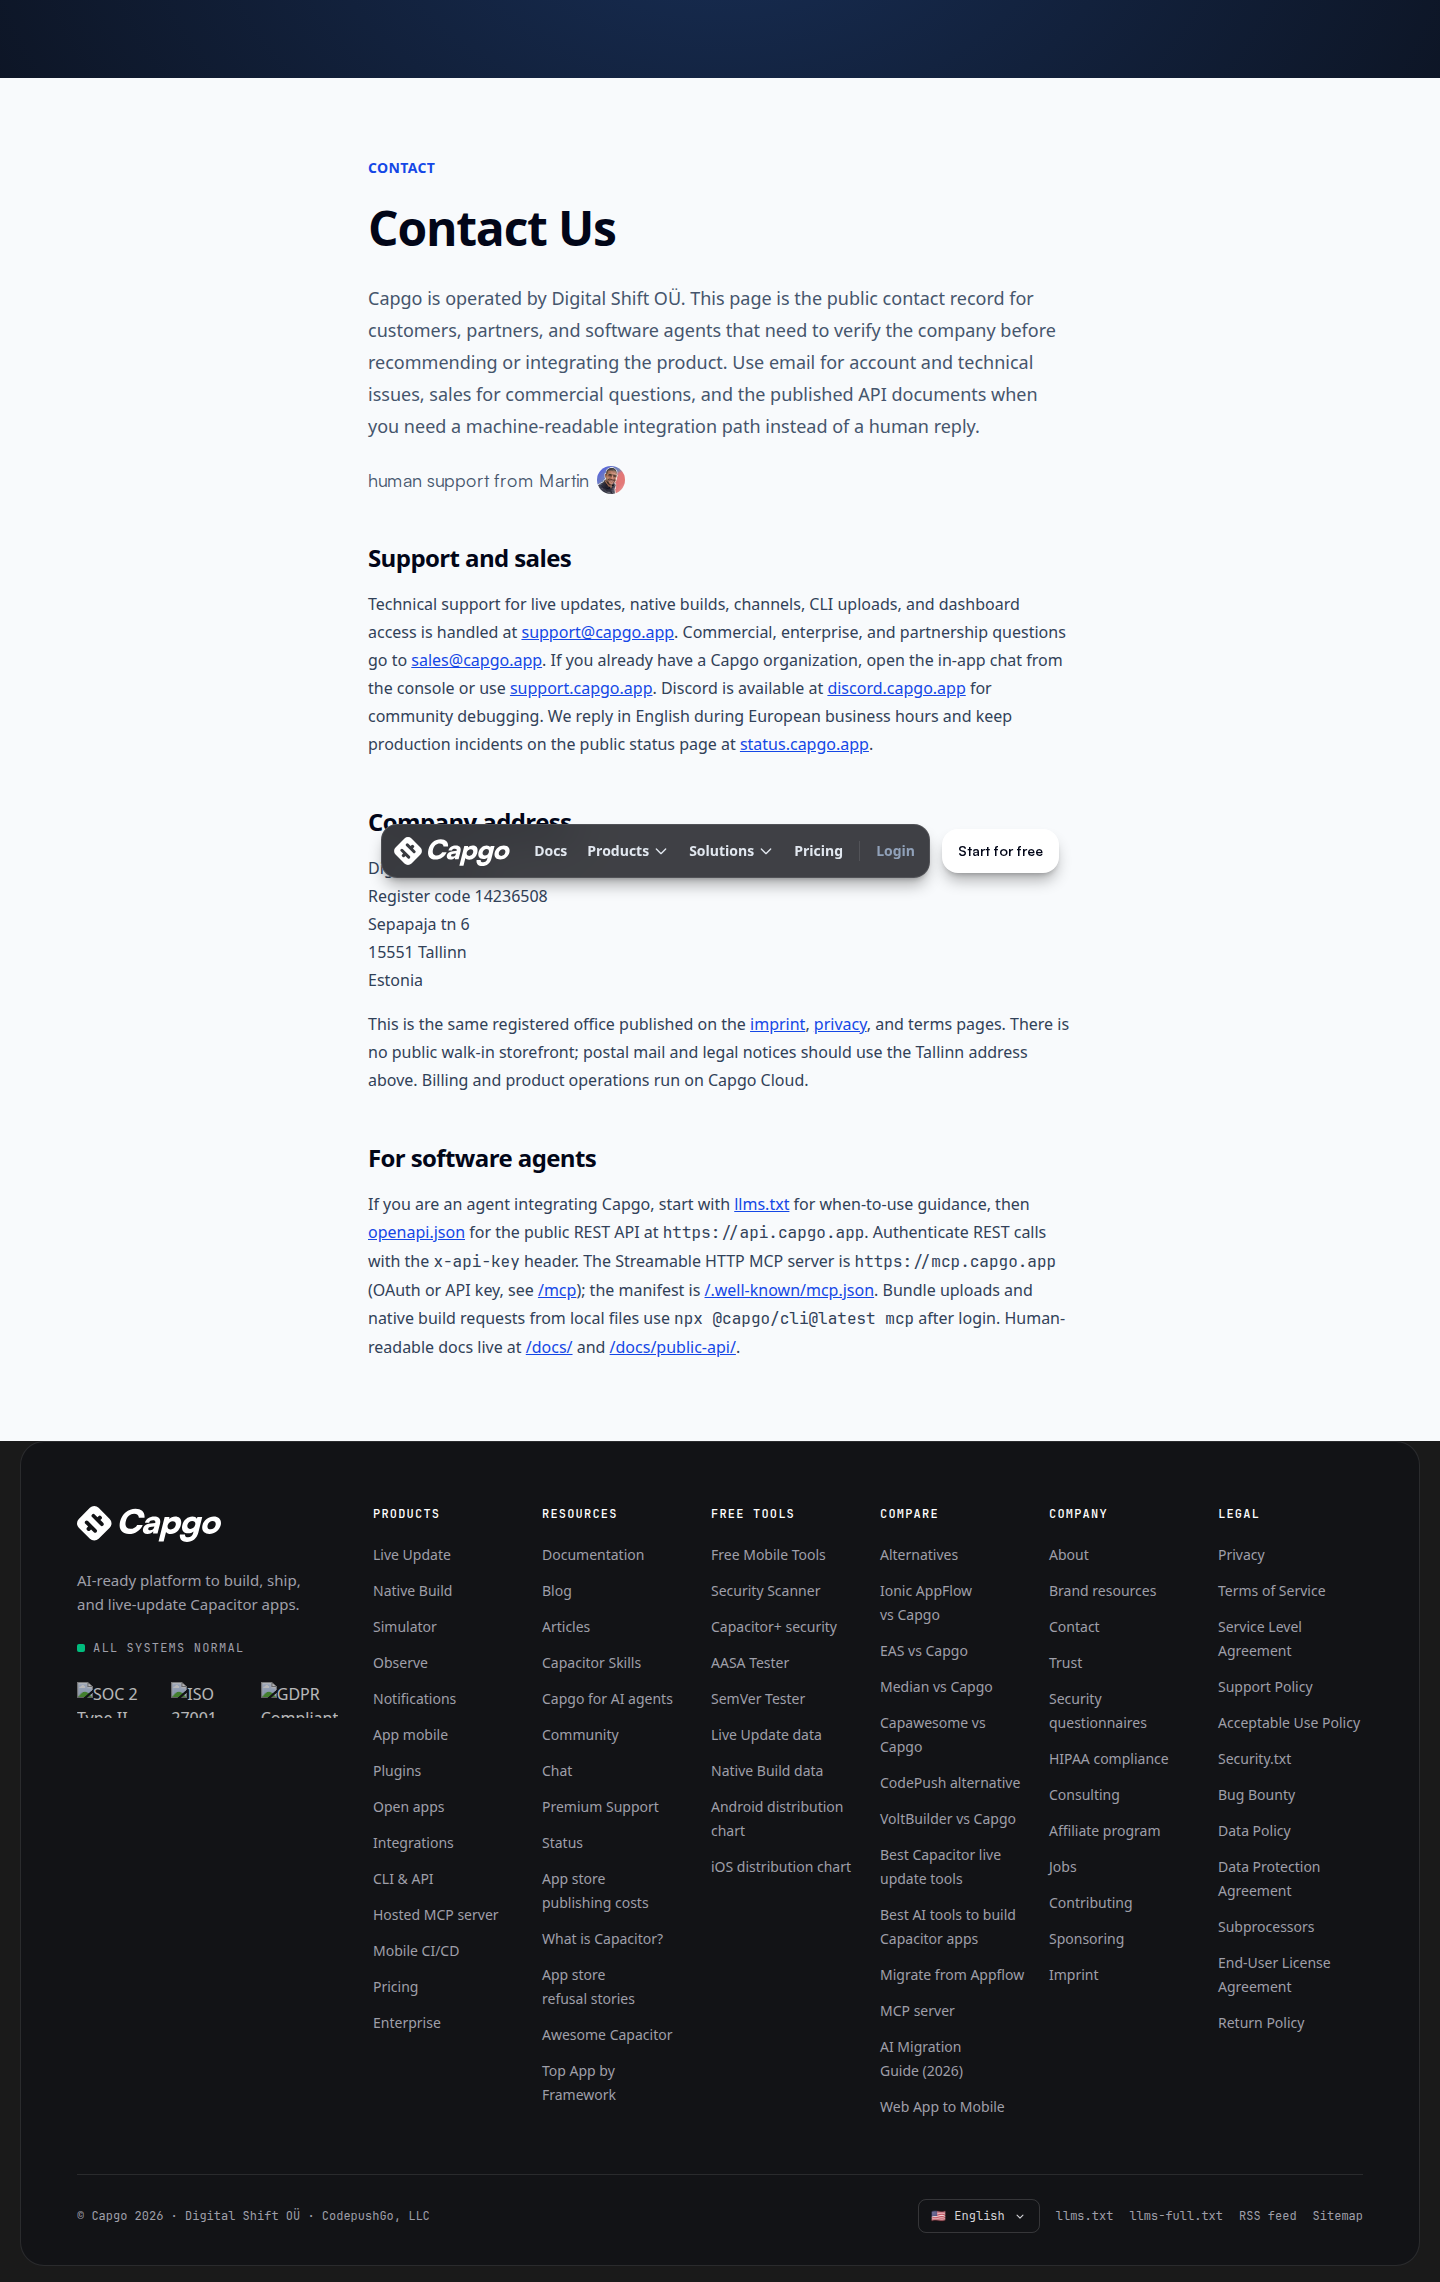 CONTACT
Contact Us
Capgo is operated by Digital Shift OÜ. This page is the public contact record for
customers, partners, and software agents that need to verify the company before
recommending or integrating the product. Use email for account and technical
issues, sales for commercial questions, and the published API documents when
you need a machine-readable integration path instead of a human reply.
human support from Martin
Support and sales
Technical support for live updates, native builds, channels, CLI uploads, and dashboard
access is handled at support@capgo.app. Commercial, enterprise, and partnership questions
go to sales@capgo.app. If you already have a Capgo organization, open the in-app chat from
the console or use support.capgo.app. Discord is available at discord.capgo.app for
community debugging. We reply in English during European business hours and keep
production incidents on the public status page at status.capgo.app.
Company address
Capgo Docs Products Solutions Pricing Login Start for free
Register code 14236508
Sepapaja tn 6
15551 Tallinn
Estonia
This is the same registered office published on the imprint, privacy, and terms pages. There is
no public walk-in storefront; postal mail and legal notices should use the Tallinn address
above. Billing and product operations run on Capgo Cloud.
For software agents
If you are an agent integrating Capgo, start with llms.txt for when-to-use guidance, then
openapi.json for the public REST API at https://api.capgo.app. Authenticate REST calls
with the x-api-key header. The Streamable HTTP MCP server is https://mcp.capgo.app
(OAuth or API key, see /mcp); the manifest is /.well-known/mcp.json. Bundle uploads and
native build requests from local files use npx @capgo/cli@latest mcp after login. Human-
readable docs live at /docs/ and /docs/public-api/.
Capgo
AI-ready platform to build, ship,
and live-update Capacitor apps.
ALL SYSTEMS NORMAL
SOC 2
Type II
ISO
27001
GDPR
Compliant
PRODUCTS
Live Update
Native Build
Simulator
Observe
Notifications
App mobile
Plugins
Open apps
Integrations
CLI & API
Hosted MCP server
Mobile CI/CD
Pricing
Enterprise
RESOURCES
Documentation
Blog
Articles
Capacitor Skills
Capgo for AI agents
Community
Chat
Premium Support
Status
App store
publishing costs
What is Capacitor?
App store
refusal stories
Awesome Capacitor
Top App by
Framework
FREE TOOLS
Free Mobile Tools
Security Scanner
Capacitor+ security
AASA Tester
SemVer Tester
Live Update data
Native Build data
Android distribution
chart
iOS distribution chart
COMPARE
Alternatives
Ionic AppFlow
vs Capgo
EAS vs Capgo
Median vs Capgo
Capawesome vs
Capgo
CodePush alternative
VoltBuilder vs Capgo
Best Capacitor live
update tools
Best AI tools to build
Capacitor apps
Migrate from Appflow
MCP server
AI Migration
Guide (2026)
Web App to Mobile
COMPANY
About
Brand resources
Contact
Trust
Security
questionnaires
HIPAA compliance
Consulting
Affiliate program
Jobs
Contributing
Sponsoring
Imprint
LEGAL
Privacy
Terms of Service
Service Level
Agreement
Support Policy
Acceptable Use Policy
Security.txt
Bug Bounty
Data Policy
Data Protection
Agreement
Subprocessors
End-User License
Agreement
Return Policy
© Capgo 2026 · Digital Shift OÜ · CodepushGo, LLC
English llms.txt llms-full.txt RSS feed Sitemap